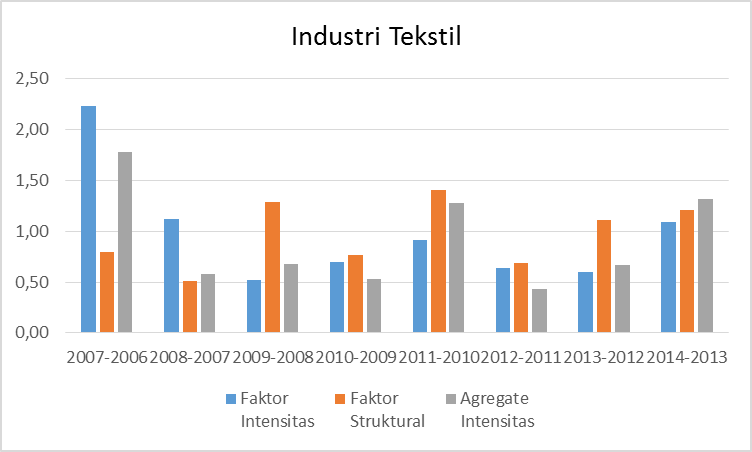 Industri Tekstil
2,50
2,00
1,50
1,00
0,50
0,00
2007-2006 2008-2007 2009-2008 2010-2009 2011-2010 2012-2011 2013-2012 2014-2013
Faktor Intensitas
Faktor Struktural
Agregate Intensitas